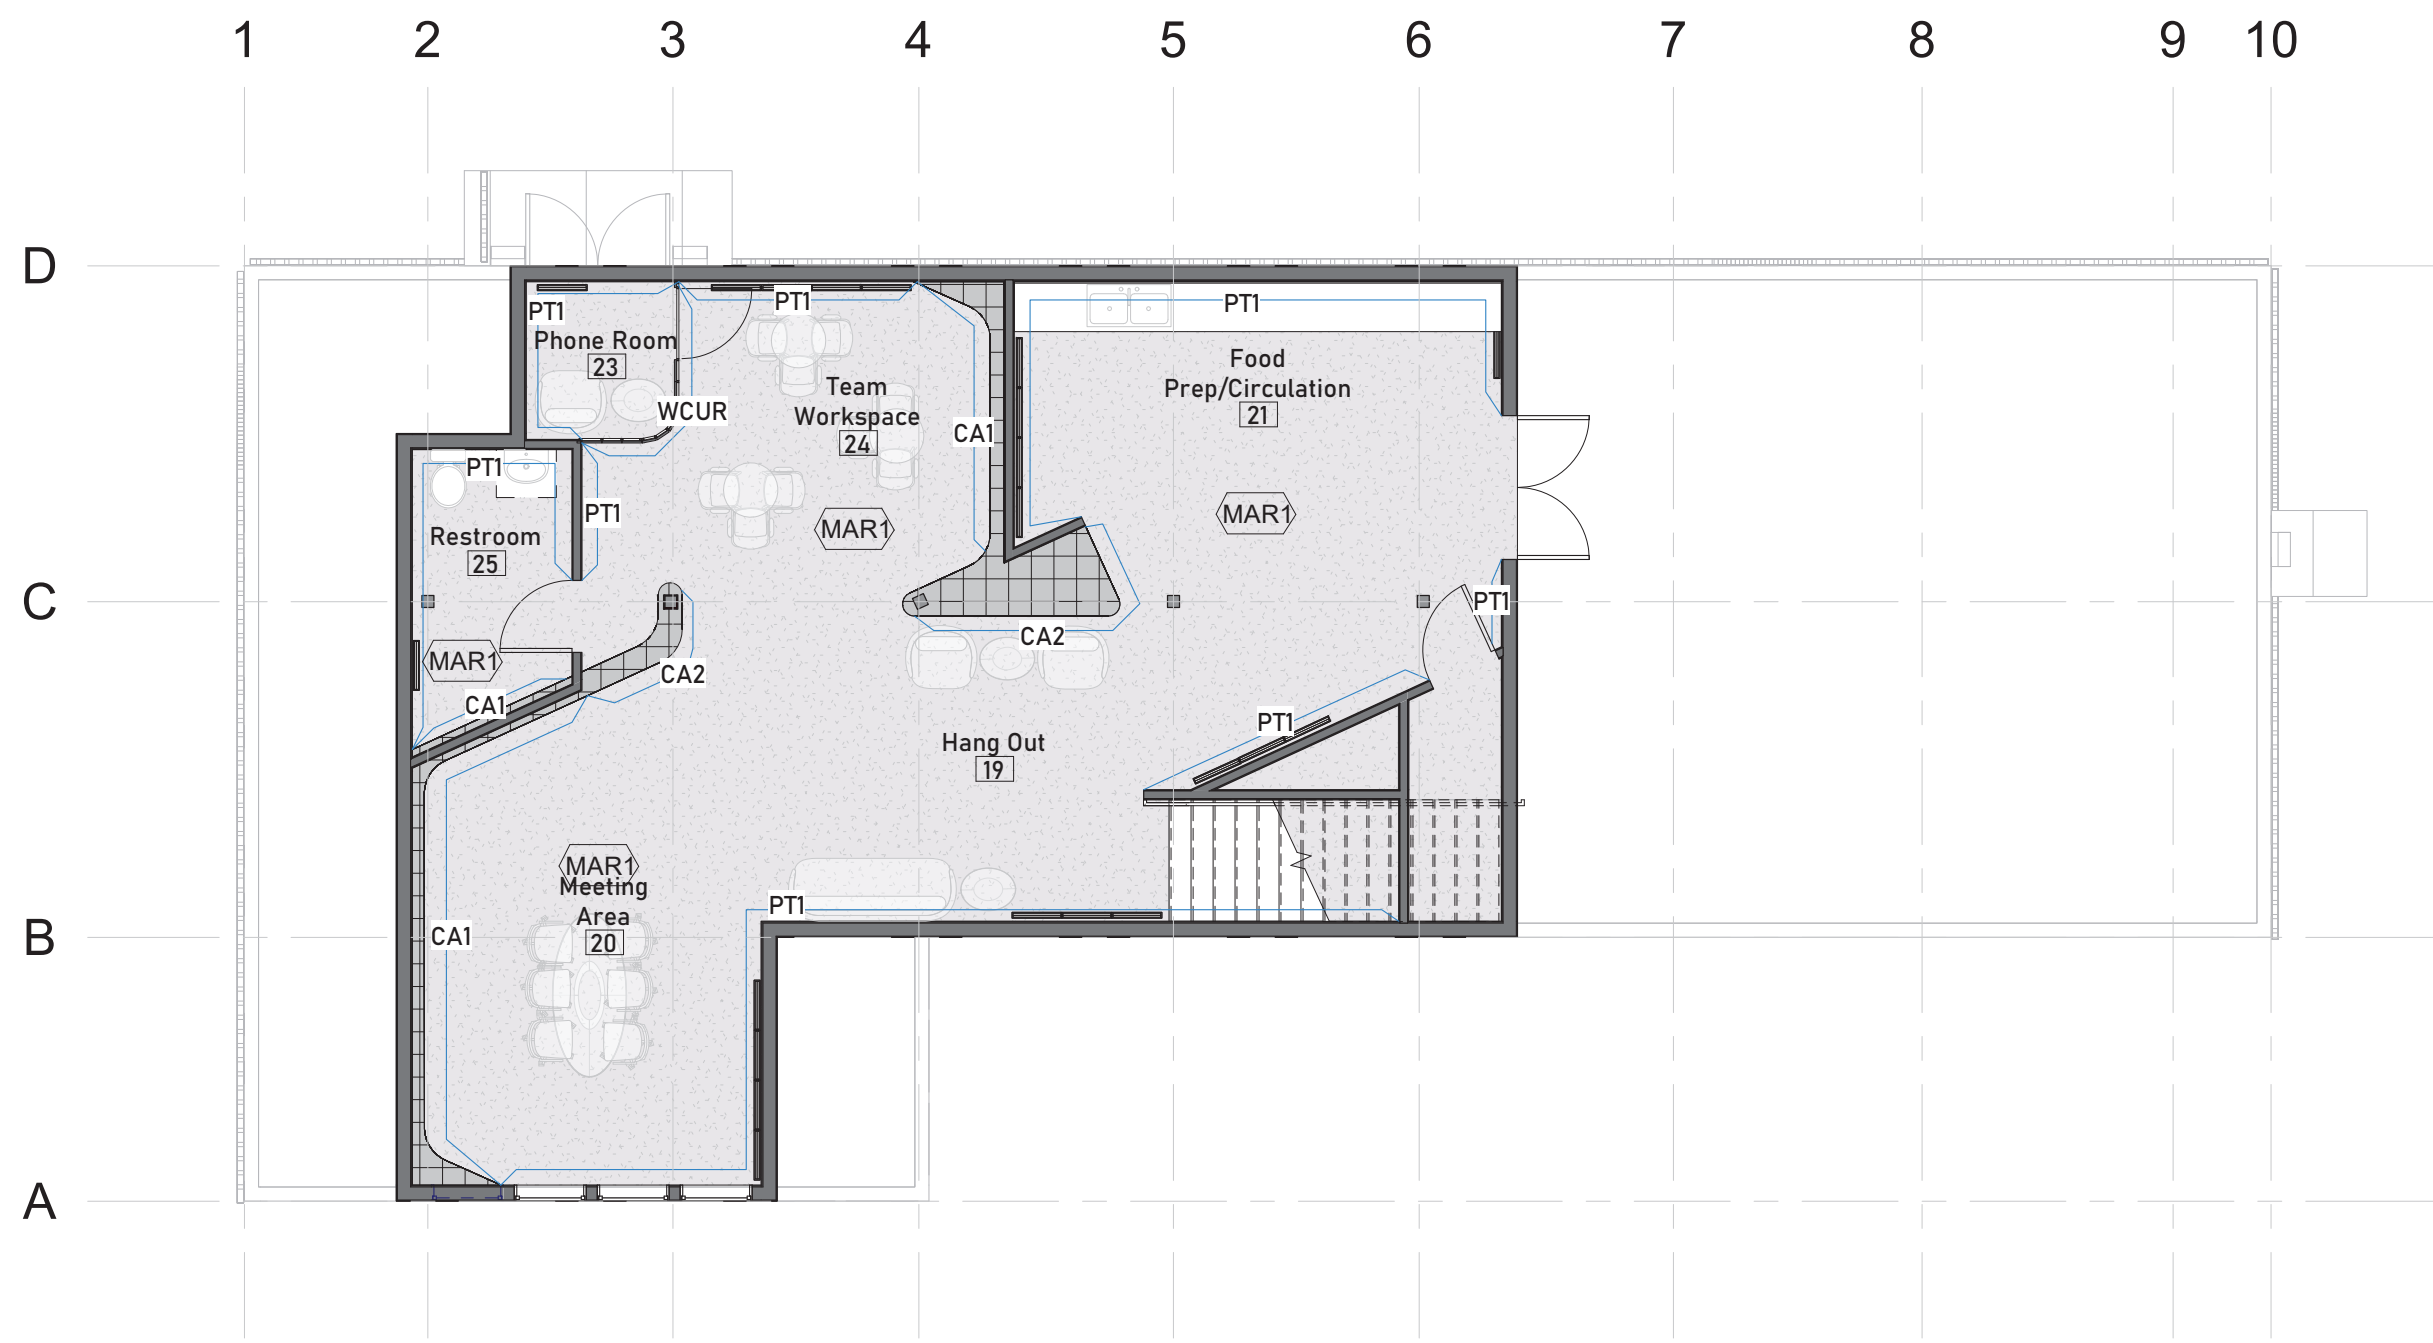 1 2 3 4 5 6 7 8 9 10
D
PT1
PT1
PT1
Phone Room
23
Food
Prep/Circulation
21
Team
Workspace
24
WCUR
CA1
PT1
PT1
MAR1
MAR1
Restroom
25
C
PT1
CA2
MAR1
CA2
CA1
PT1
Hang Out
19
MAR1
Meeting
Area
20
PT1
B
CA1
A